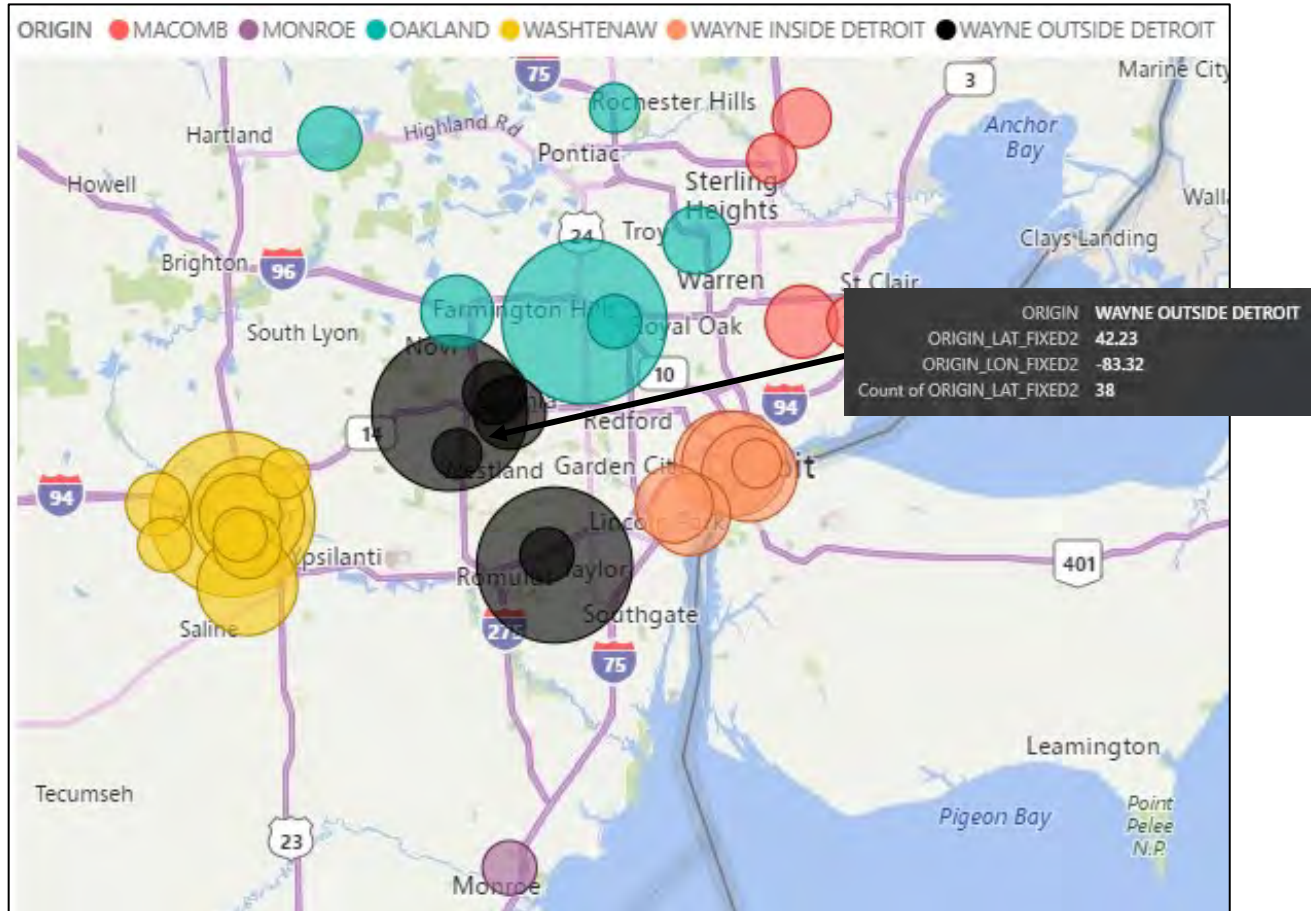 ORIGIN MACOMB MONROE OAKLAND WASHTENAW WAYNE INSIDE DETROIT WAYNE OUTSIDE DETROIT
75
3
Marine City
Rochester Hills
Hartland
Highland Rd
Anchor
Bay
Pontiac
Howell
Sterling
Heights
24
Troy
Clays Landing
Brighton
96
Warren
St Clair
Farmington Hills
South Lyon
Royal Oak
Novi
ORIGIN WAYNE OUTSIDE DETROIT
ORIGIN_LAT_FIXED2 42.23
ORIGIN_LON_FIXED2 -83.32
Count of ORIGIN_LAT_FIXED2 38
10
94
14
Redford
Westland
Garden City
94
Lincoln Park
Ypsilanti
401
Romulus
Taylor
Southgate
Saline
275
75
Leamington
Tecumseh
Pigeon Bay
Point
Pelee
N.P.
23
Monroe